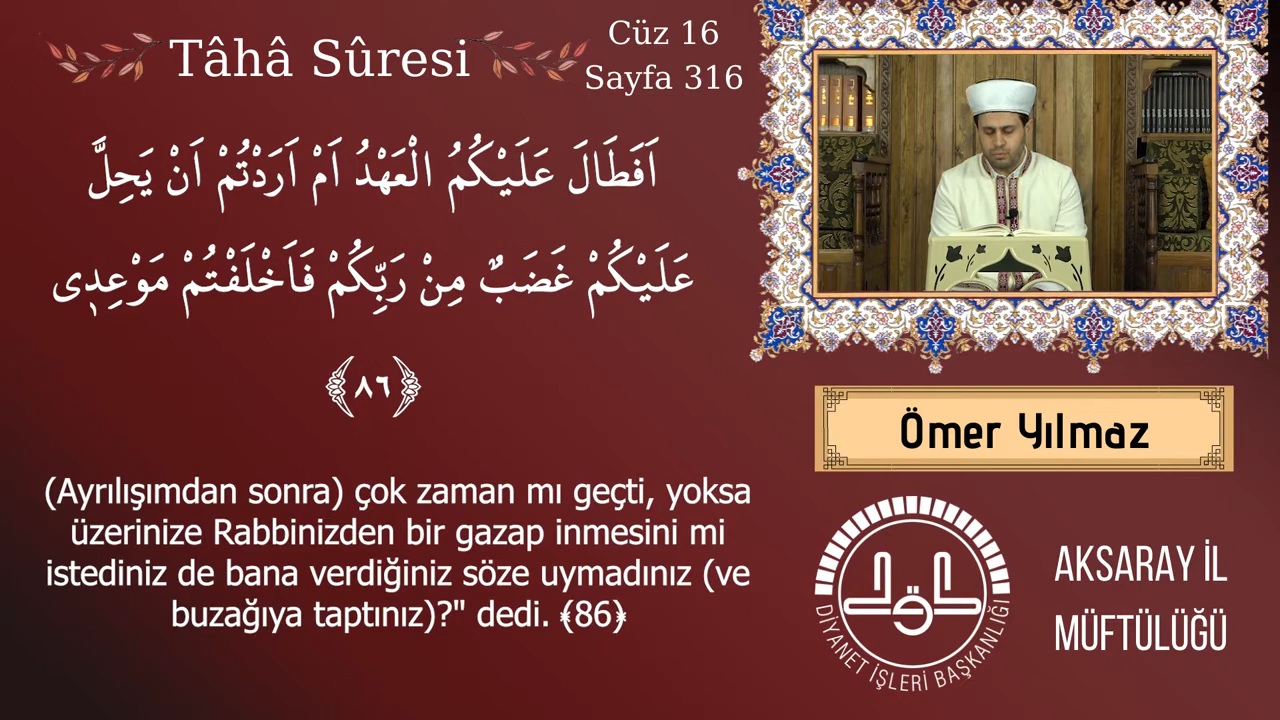 Tâhâ Sûresi
Cüz 16
Sayfa 316
اَفَطَالَ عَلَيْكُمُ الْعَهْدُ اَمْ اَرَدْتُمْ اَنْ يَحِلَّ
عَلَيْكُمْ غَضَبٌ مِنْ رَبِّكُمْ فَاَخْلَفْتُمْ مَوْعِدٖى
﴿٨٦﴾
(Ayrılışımdan sonra) çok zaman mı geçti, yoksa
üzerinize Rabbinizden bir gazap inmesini mi
istediniz de bana verdiğiniz söze uymadınız (ve
buzağıya taptınız)?" dedi. ﴾86﴿
Ömer Yılmaz
DİYANET İŞLERİ BAŞKANLIĞI
AKSARAY İL
MÜFTÜLÜĞÜ